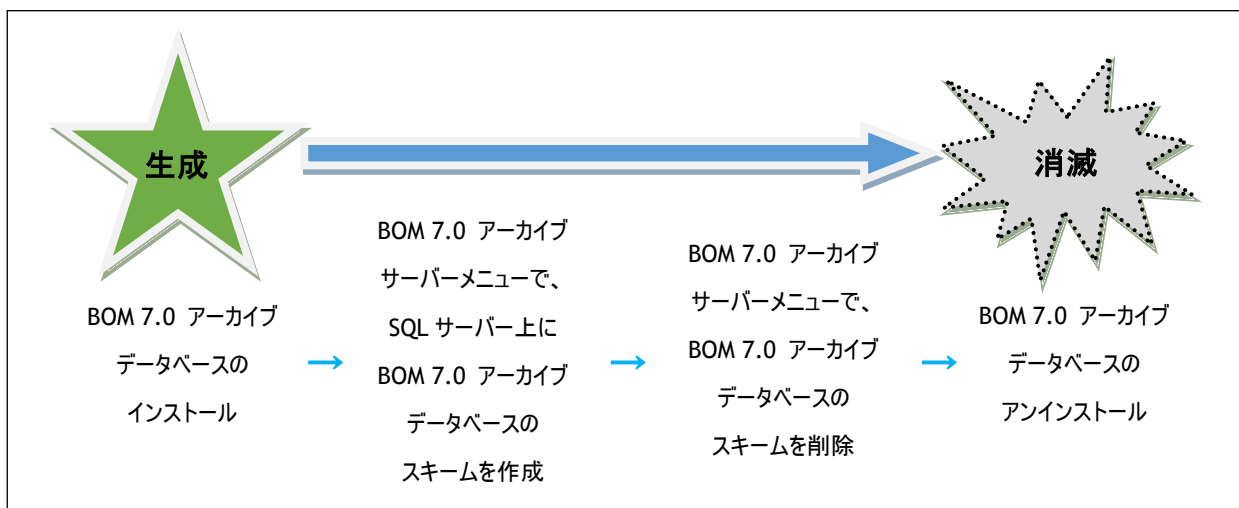 生成
消滅
BOM 7.0 アーカイブ
データベースの
インストール
→
BOM 7.0 アーカイブ
サーバーメニューで、
SQL サーバー上に
BOM 7.0 アーカイブ
データベースの
スキームを作成
→
BOM 7.0 アーカイブ
サーバーメニューで、
BOM 7.0 アーカイブ
データベースの
スキームを削除
→
BOM 7.0 アーカイブ
データベースの
アンインストール